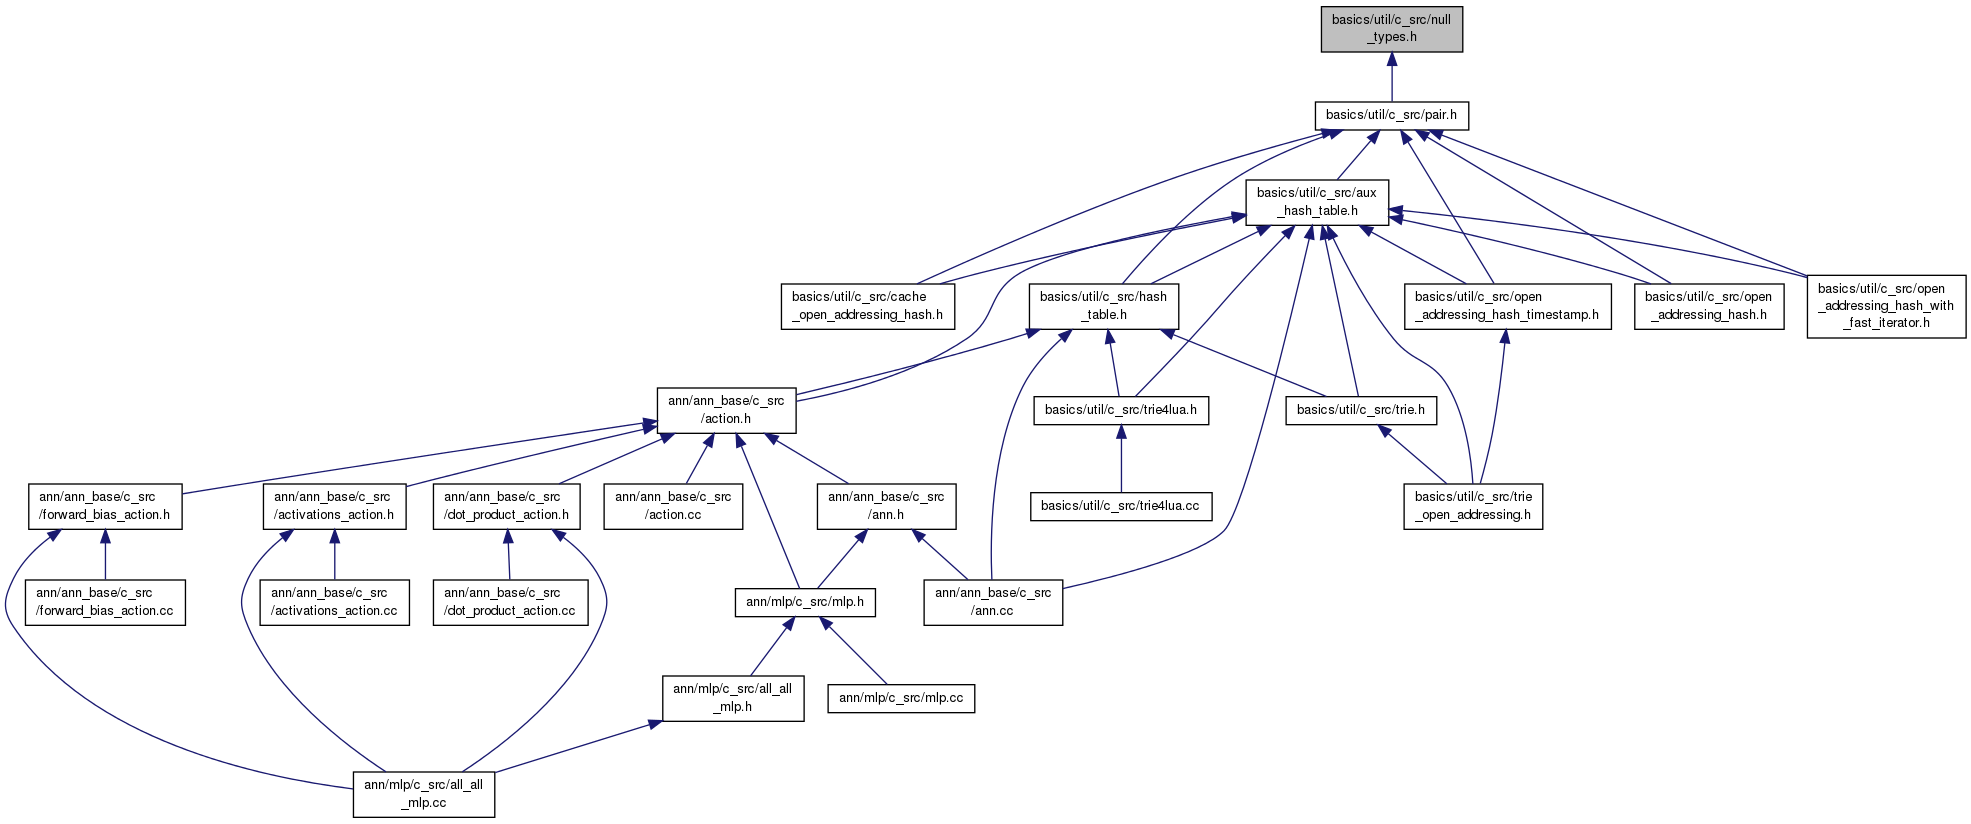 basics/util/c_src/null
_types.h
basics/util/c_src/pair.h
basics/util/c_src/aux
_hash_table.h
basics/util/c_src/cache
_open_addressing_hash.h
basics/util/c_src/hash
_table.h
basics/util/c_src/open
_addressing_hash_timestamp.h
basics/util/c_src/open
_addressing_hash.h
basics/util/c_src/open
_addressing_hash_with
_fast_iterator.h
ann/ann_base/c_src
/action.h
basics/util/c_src/trie4lua.h
basics/util/c_src/trie.h
ann/ann_base/c_src
/forward_bias_action.h
ann/ann_base/c_src
/activations_action.h
ann/ann_base/c_src
/dot_product_action.h
ann/ann_base/c_src
/action.cc
ann/ann_base/c_src
/ann.h
basics/util/c_src/trie4lua.cc
basics/util/c_src/trie
_open_addressing.h
ann/ann_base/c_src
/forward_bias_action.cc
ann/ann_base/c_src
/activations_action.cc
ann/ann_base/c_src
/dot_product_action.cc
ann/mlp/c_src/mlp.h
ann/ann_base/c_src
/ann.cc
ann/mlp/c_src/all_all
_mlp.h
ann/mlp/c_src/mlp.cc
ann/mlp/c_src/all_all
_mlp.cc